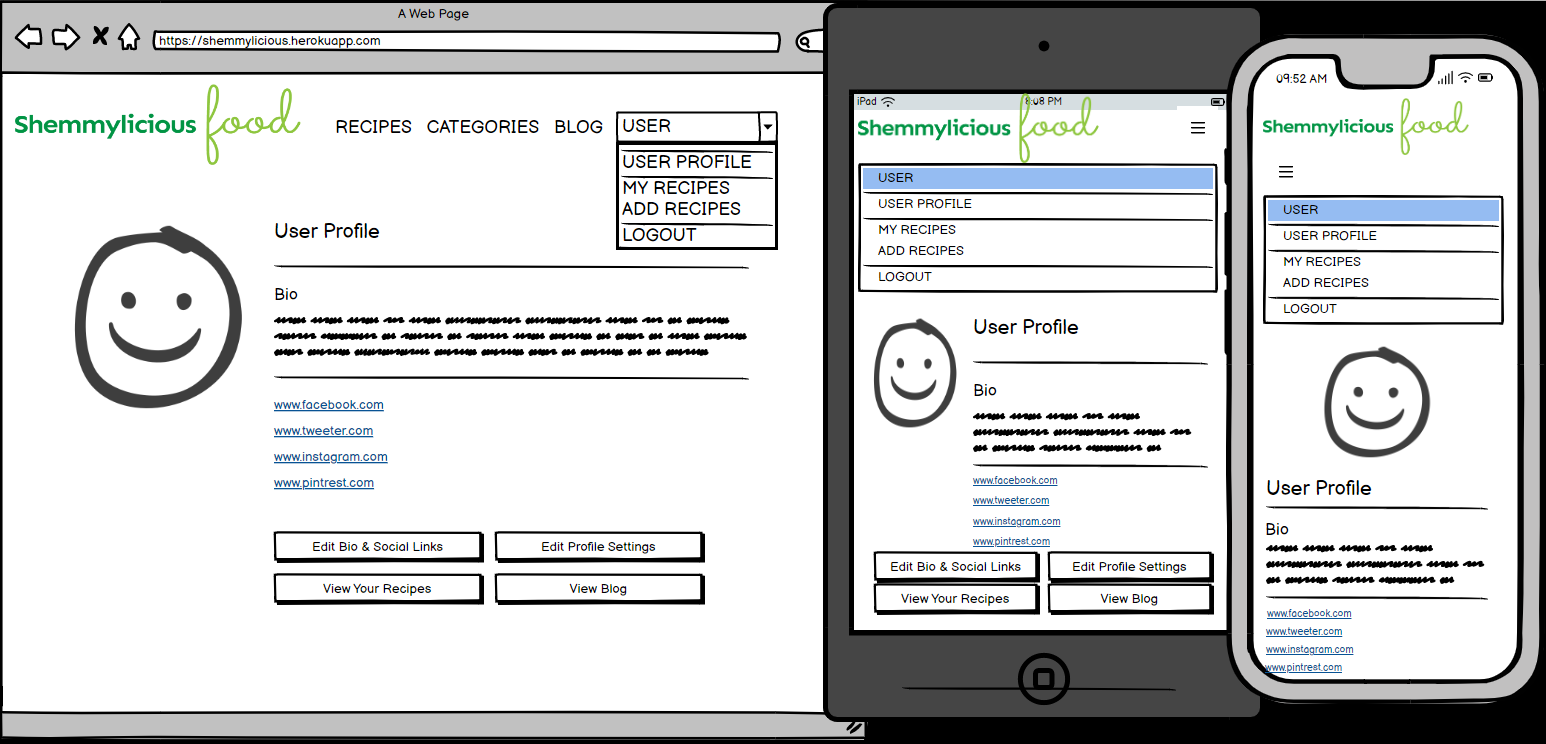 A Web Page
https://shemmylicious.herokuapp.com
Shemmylicious food
RECIPES CATEGORIES BLOG USER
USER PROFILE
MY RECIPES
ADD RECIPES
LOGOUT
User Profile
Bio
www.facebook.com
www.tweeter.com
www.instagram.com
www.pintrest.com
Edit Bio & Social Links Edit Profile Settings
View Your Recipes View Blog
iPad 8:08 PM
Shemmylicious food
USER
USER PROFILE
MY RECIPES
ADD RECIPES
LOGOUT
User Profile
Bio
www.facebook.com
www.tweeter.com
www.instagram.com
www.pintrest.com
Edit Bio & Social Links Edit Profile Settings
View Your Recipes View Blog
09:52 AM
Shemmylicious food
USER
USER PROFILE
MY RECIPES
ADD RECIPES
LOGOUT
User Profile
Bio
www.facebook.com
www.tweeter.com
www.instagram.com
www.pintrest.com